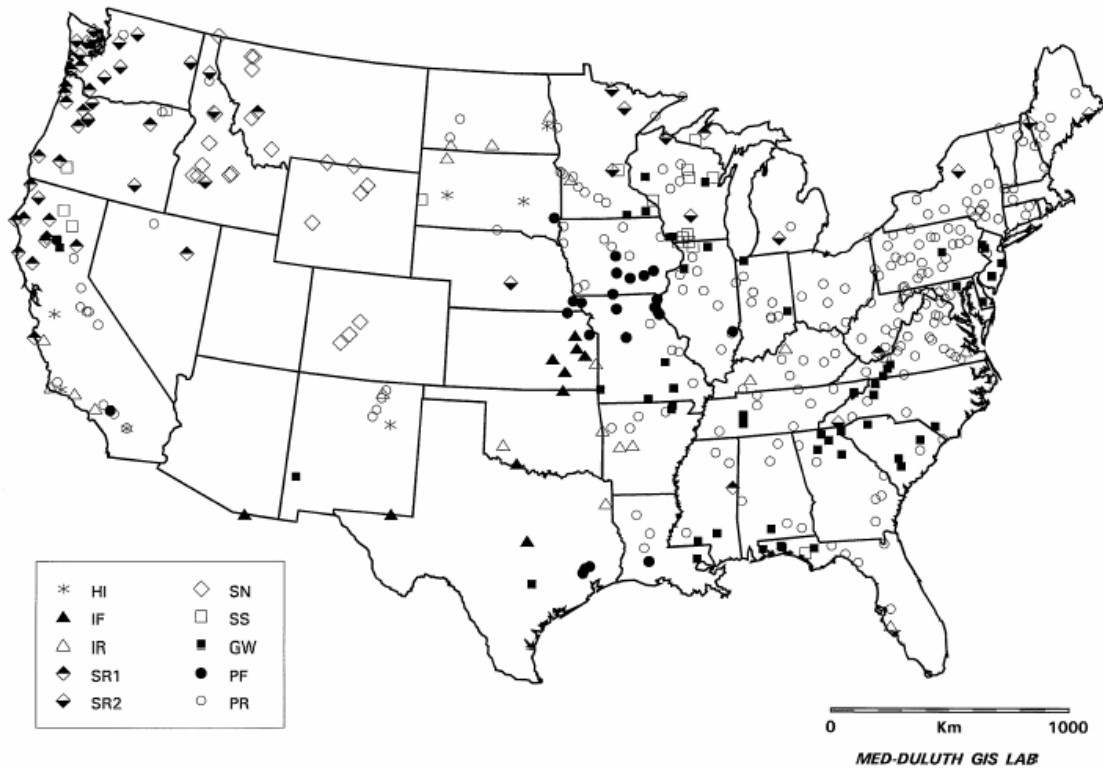 HI
IF
IR
SR1
SR2
SN
SS
GW
PF
PR
0 Km 1000
MED-DULUTH GIS LAB